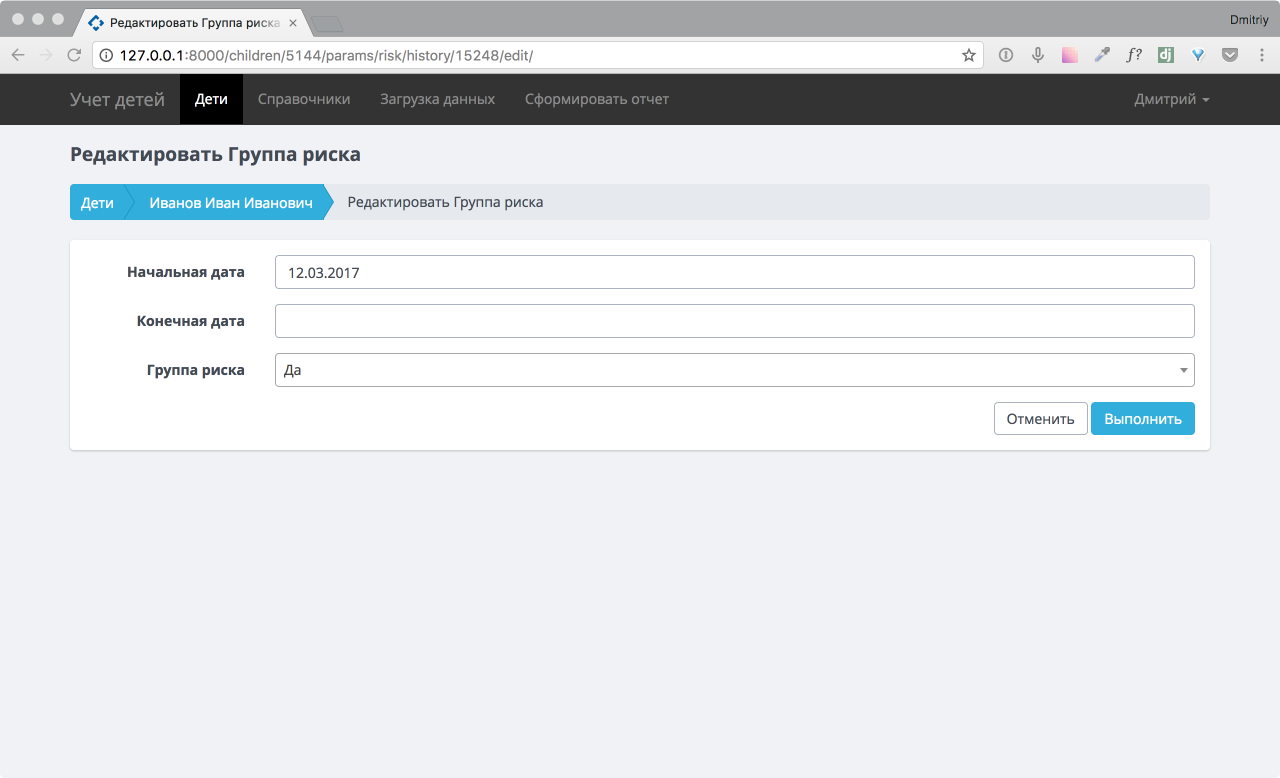 Dmitriy
Редактировать Группа риска
127.0.0.1:8000/children/5144/params/risk/history/15248/edit/
f?
dj
Учет детей Дети Справочники Загрузка данных Сформировать отчет Дмитрий
Редактировать Группа риска
Дети Иванов Иван Иванович Редактировать Группа риска
Начальная дата 12.03.2017
Конечная дата
Группа риска Да
Отменить Выполнить